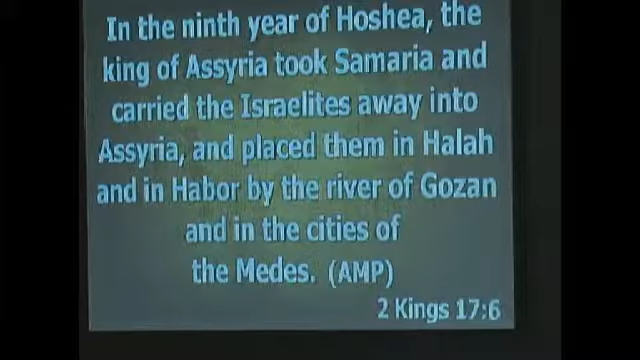 In the ninth year of Hoshea, the
king of Assyria took Samaria and
carried the Israelites away into
Assyria, and placed them in Halah
and in Habor by the river of Gozan
and in the cities of
the Medes. (AMP)
2 Kings 17:6